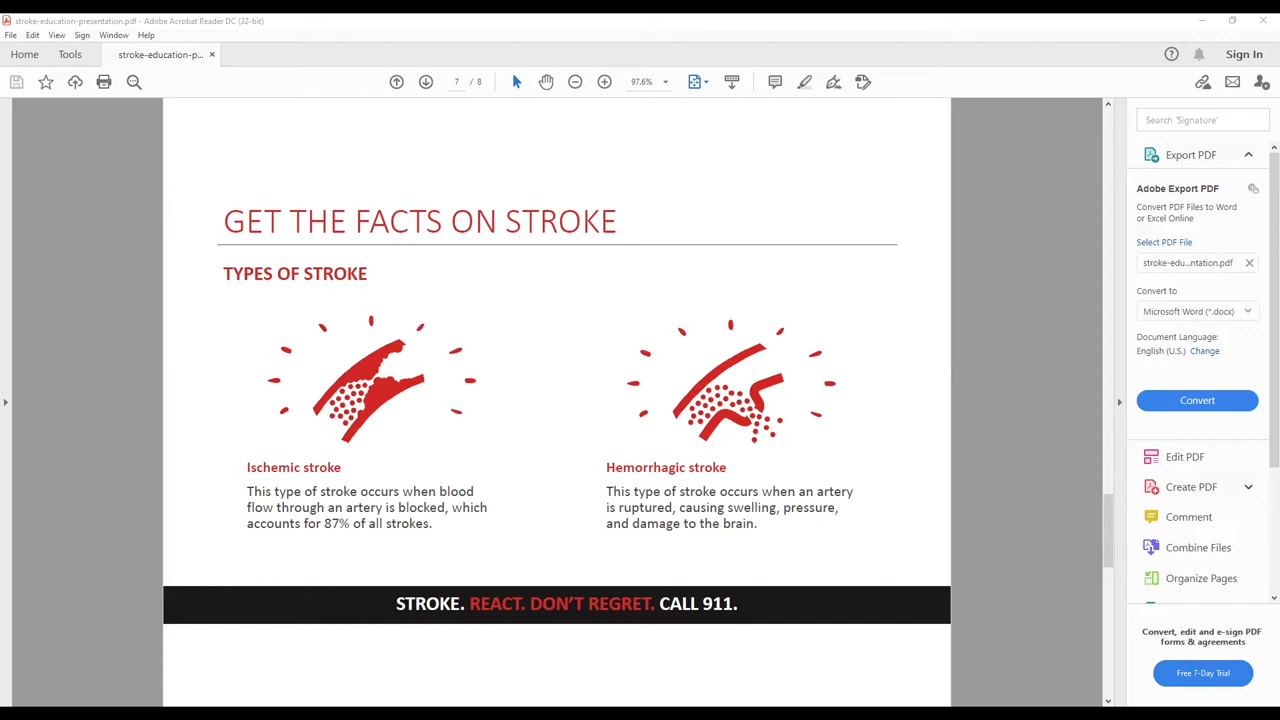 stroke-education-presentation.pdf - Adobe Acrobat Reader DC (32-bit)
File Edit View Sign Window Help
Home Tools stroke-education-p... × Sign In
7 / 8 97.6%
GET THE FACTS ON STROKE
TYPES OF STROKE
Ischemic stroke
This type of stroke occurs when blood
flow through an artery is blocked, which
accounts for 87% of all strokes.
Hemorrhagic stroke
This type of stroke occurs when an artery
is ruptured, causing swelling, pressure,
and damage to the brain.
STROKE. REACT. DON'T REGRET. CALL 911.
Search 'Signature'
Export PDF
Adobe Export PDF
Convert PDF Files to Word
or Excel Online
Select PDF File
stroke-edu...ntation.pdf
Convert to
Microsoft Word (*.docx)
Document Language:
English (U.S.) Change
Convert
Edit PDF
Create PDF
Comment
Combine Files
Organize Pages
Convert, edit and e-sign PDF
forms & agreements
Free 7-Day Trial